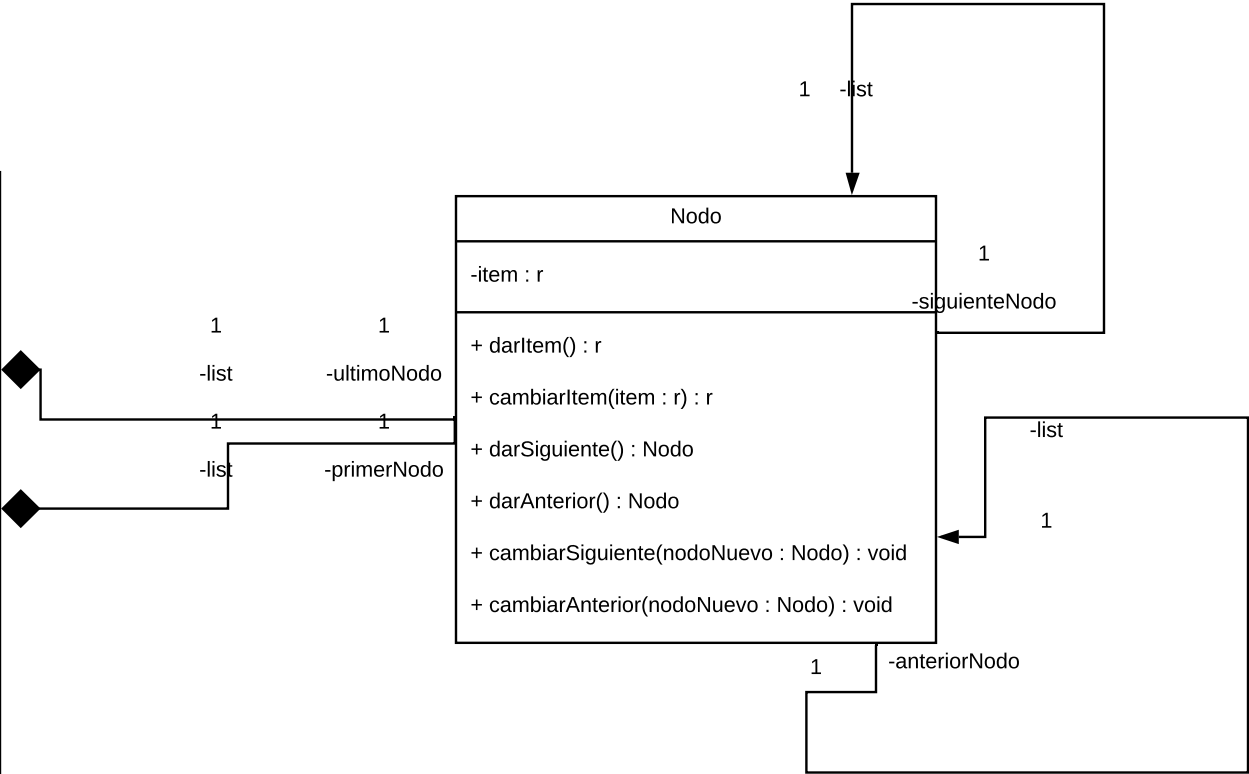 1 -list
Nodo
1
-item : r
-siguienteNodo
1 1
+ darItem() : r
-list -ultimoNodo
+ cambiarItem(item : r) : r
1 1
-list
+ darSiguiente() : Nodo
-list -primerNodo
+ darAnterior() : Nodo
1
+ cambiarSiguiente(nodoNuevo : Nodo) : void
+ cambiarAnterior(nodoNuevo : Nodo) : void
1 -anteriorNodo